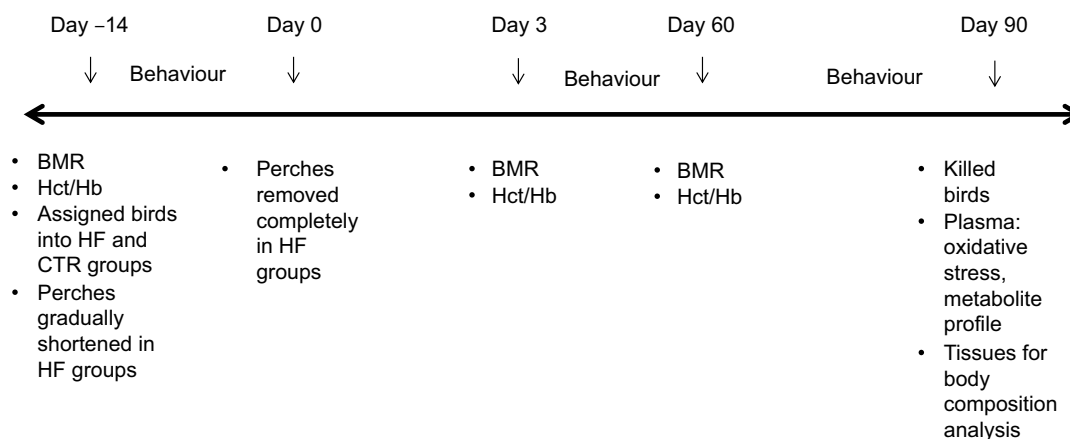 Day –14
Day 0
Day 3
Day 60
Day 90
Behaviour
Behaviour
Behaviour
• BMR
• Hct/Hb
• Assigned birds
into HF and
CTR groups
• Perches
gradually
shortened in
HF groups
• Perches
removed
completely
in HF
groups
• BMR
• Hct/Hb
• BMR
• Hct/Hb
• Killed
birds
• Plasma:
oxidative
stress,
metabolite
profile
• Tissues for
body
composition
analysis